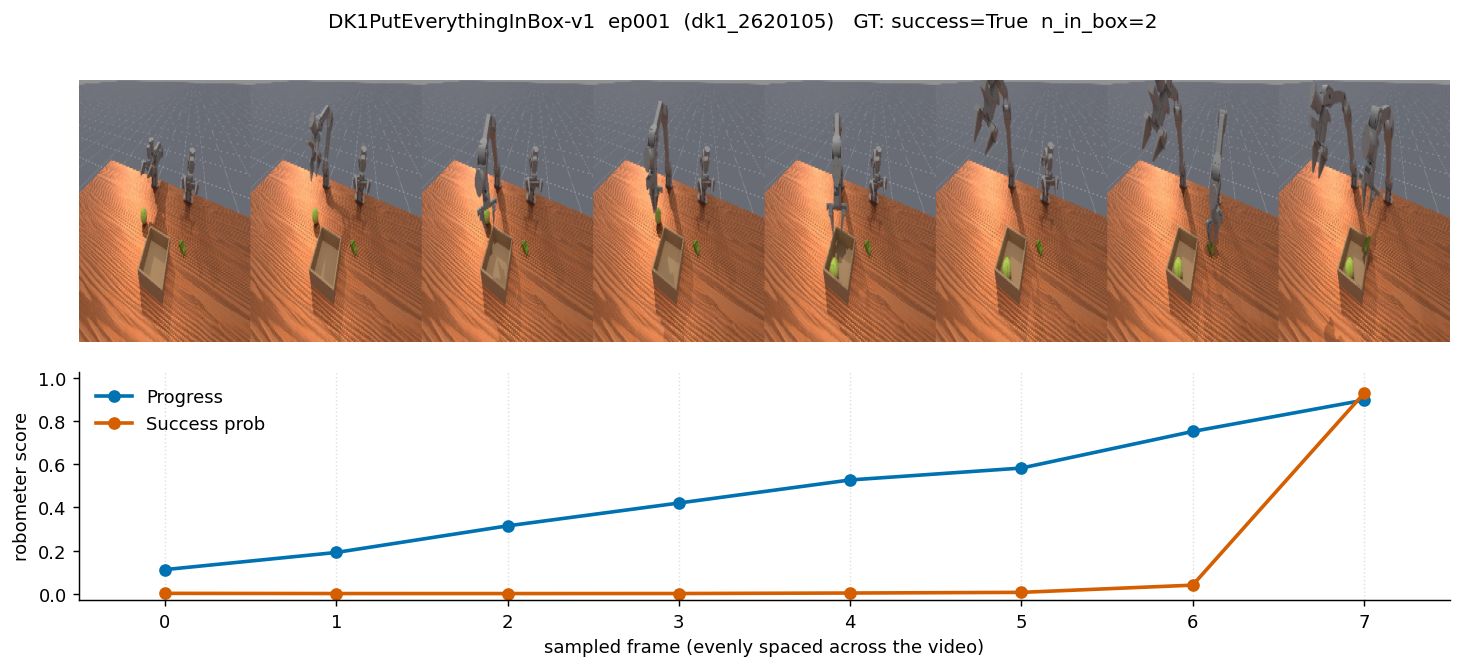 DK1PutEverythingInBox-v1  ep001  (dk1_2620105)   GT: success=True  n_in_box=2
1.0
0.8
0.6
0.4
0.2
0.0
robometer score
Progress
Success prob
0 1 2 3 4 5 6 7
sampled frame (evenly spaced across the video)